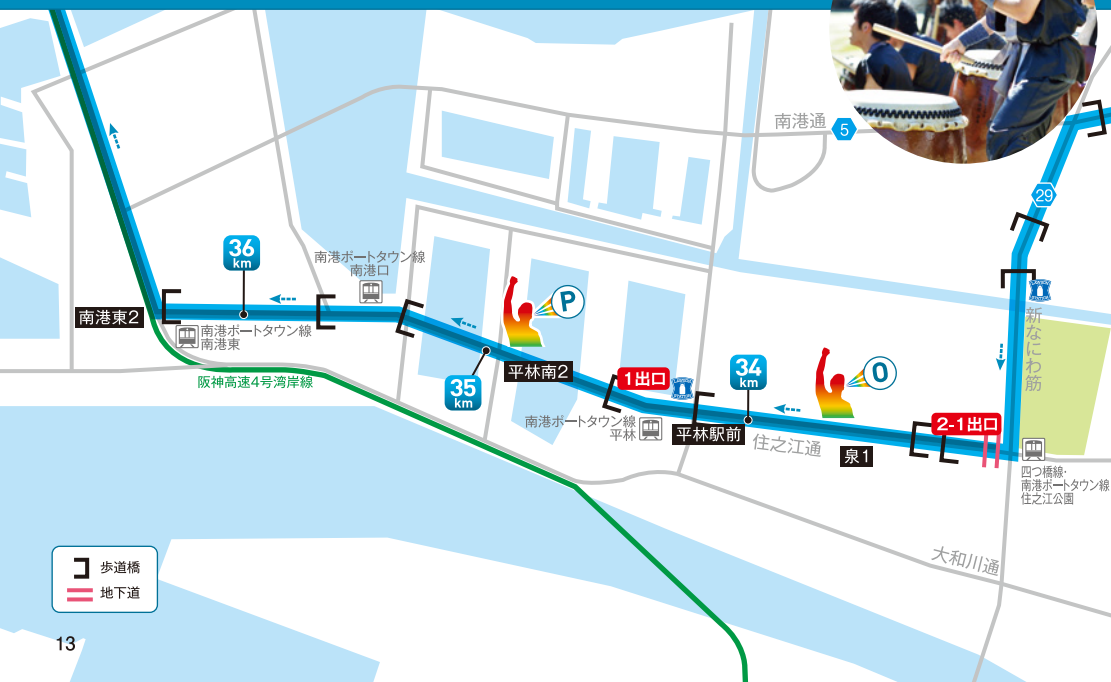 南港通
5
29
36
km
南港ポートタウン線
南港口
南港東2
南港ポートタウン線
南港東
阪神高速4号湾岸線
P
35
km
平林南2
1出口
34
km
O
南港ポートタウン線
平林
平林駅前
住之江通
泉1
2-1出口
新なにわ筋
四つ橋線・
南港ポートタウン線
住之江公園
大和川通
歩道橋
地下道
13